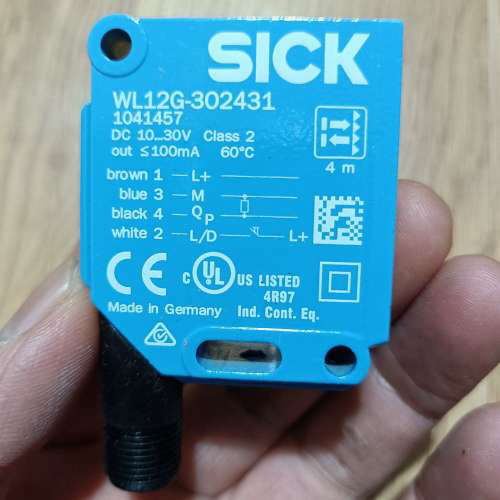 SICK
WL12G-3O2431
1041457
DC 10...30V Class 2
out ≤100mA 60°C
4 m
brown 1 L+
blue 3 M
black 4 Q P
white 2 L/D L+
CE C UL US LISTED
4R97
Made in Germany Ind. Cont. Eq.